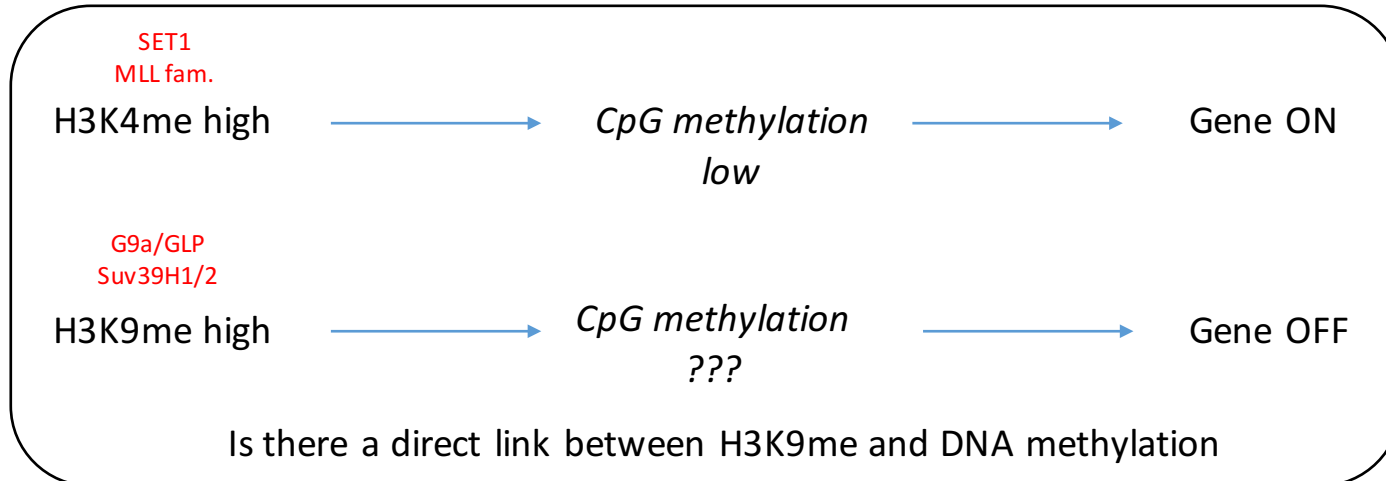 SET1
MLL fam.
H3K4me high
CpG methylation
low
Gene ON
G9a/GLP
Suv39H1/2
H3K9me high
CpG methylation
???
Gene OFF
Is there a direct link between H3K9me and DNA methylation